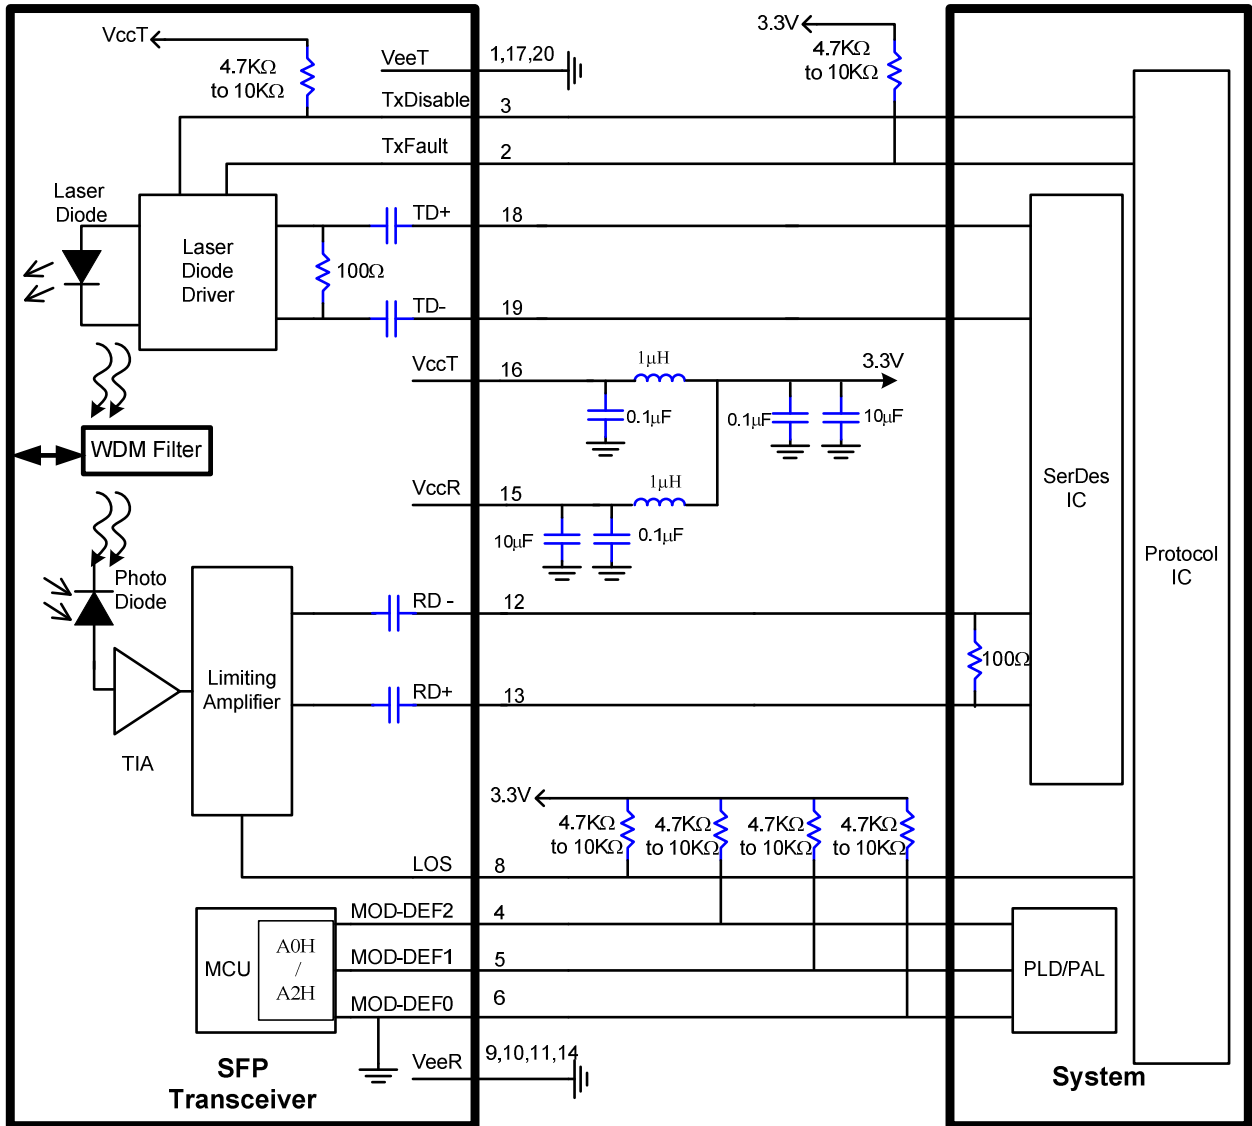 VccT
4.7KΩ
to 10KΩ
VeeT
1,17,20
3.3V
4.7KΩ
to 10KΩ
TxDisable
3
TxFault
2
Laser
Diode
Laser
Diode
Driver
100Ω
TD+
18
TD-
19
VccT
16
1μH
3.3V
0.1μF
0.1μF
10μF
WDM Filter
VccR
15
1μH
10μF
0.1μF
SerDes
IC
Protocol
IC
Photo
Diode
RD -
12
Limiting
Amplifier
100Ω
RD+
13
TIA
3.3V
4.7KΩ
to 10KΩ
4.7KΩ
to 10KΩ
4.7KΩ
to 10KΩ
4.7KΩ
to 10KΩ
LOS
8
MOD-DEF2
4
MCU
A0H
/
A2H
MOD-DEF1
5
PLD/PAL
MOD-DEF0
6
VeeR
9,10,11,14
SFP
Transceiver
System